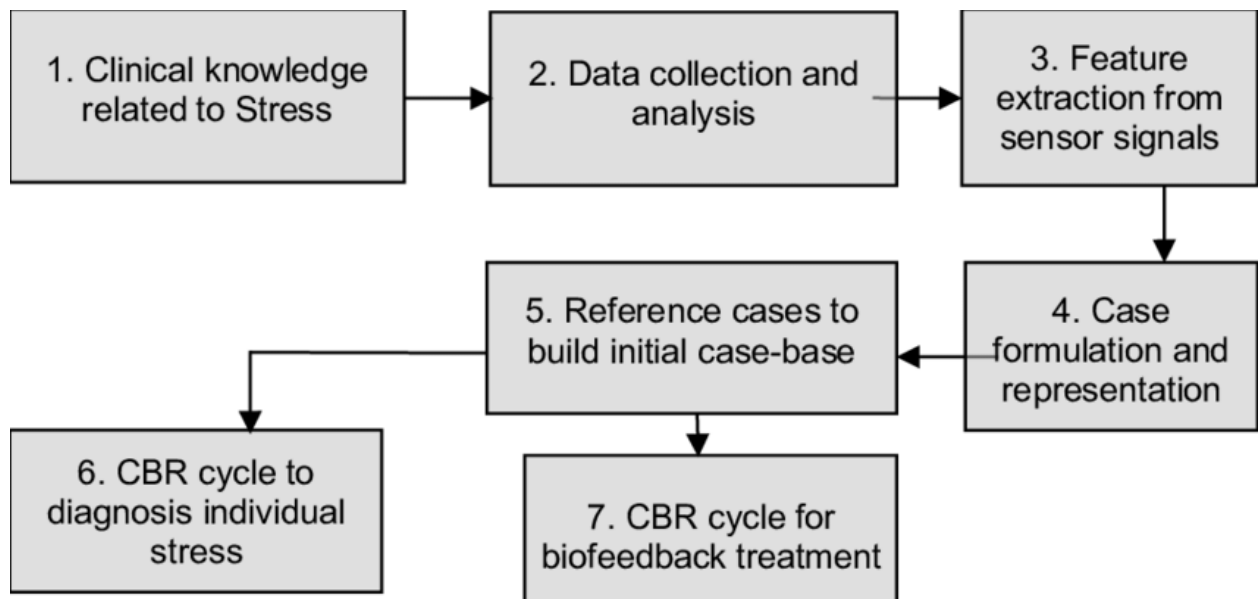 1. Clinical knowledge
related to Stress
2. Data collection and
analysis
3. Feature
extraction from
sensor signals
4. Case
formulation and
representation
5. Reference cases to
build initial case-base
6. CBR cycle to
diagnosis individual
stress
7. CBR cycle for
biofeedback treatment